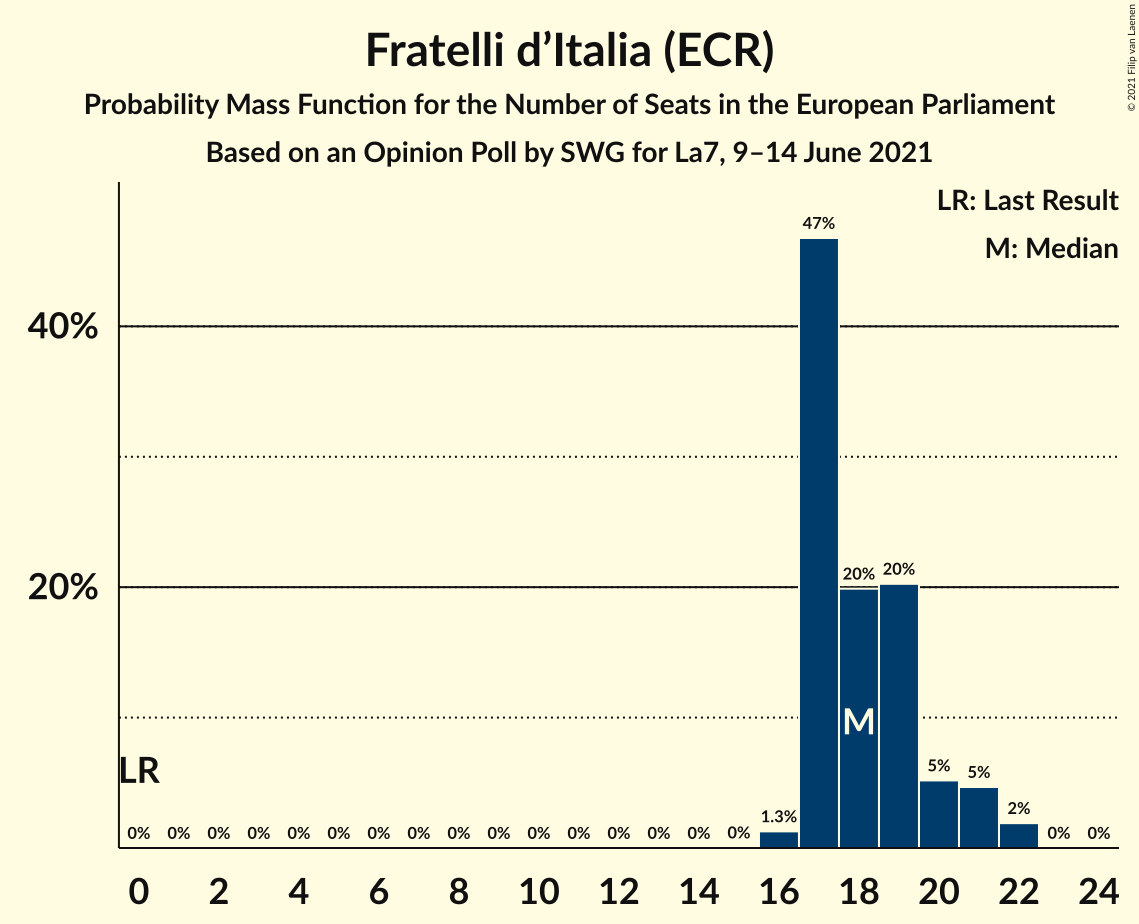 Fratelli d’Italia (ECR)
Probability Mass Function for the Number of Seats in the European Parliament
Based on an Opinion Poll by SWG for La7, 9–14 June 2021
© 2021 Filip van Laenen
LR: Last Result
M: Median
47%
40%
20% 20%
20%
M
LR
5% 5%
2%
1.3%
0% 0% 0% 0% 0% 0% 0% 0% 0% 0% 0% 0% 0% 0% 0% 0% 0% 0%
0 2 4 6 8 10 12 14 16 18 20 22 24